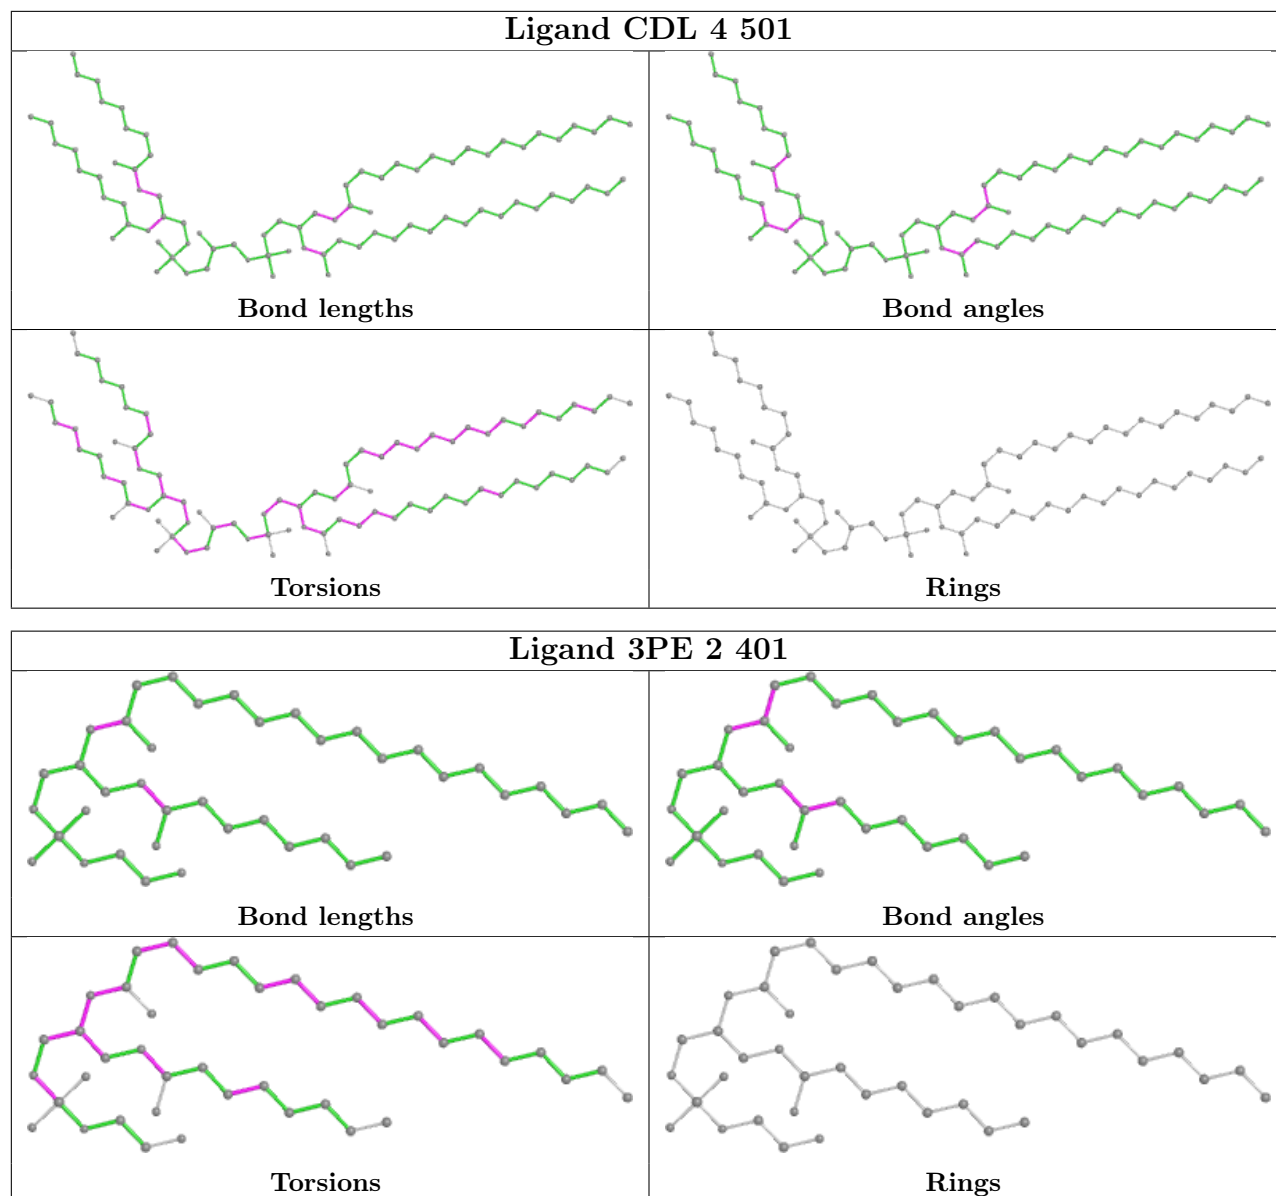 Ligand CDL 4 501
Bond lengths
Bond angles
Torsions
Rings
Ligand 3PE 2 401
Bond lengths
Bond angles
Torsions
Rings